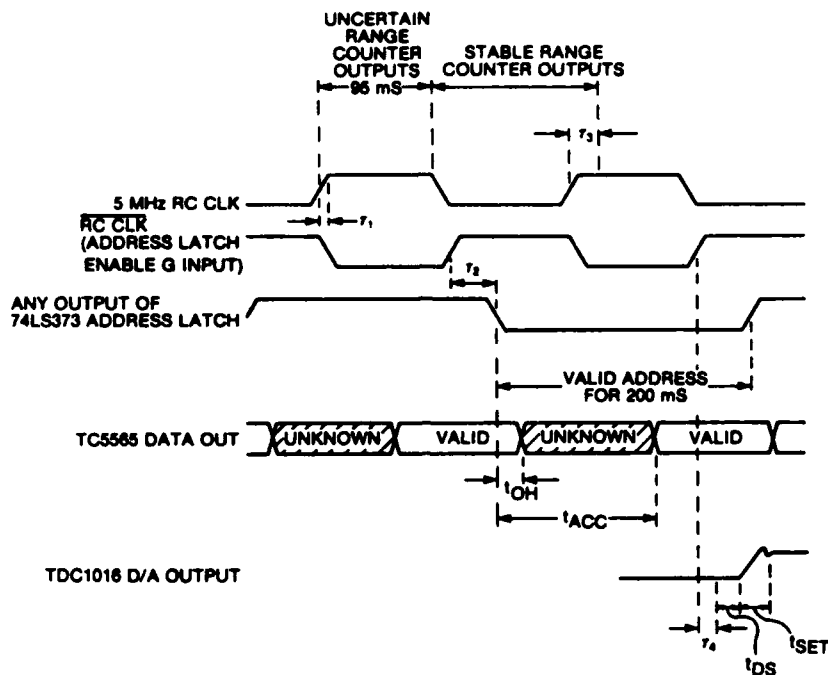 UNCERTAIN
RANGE
COUNTER
OUTPUTS
95 mS
STABLE RANGE
COUNTER OUTPUTS
τ3
5 MHz RC CLK
τ1
RC CLK
(ADDRESS LATCH
ENABLE G INPUT)
τ2
ANY OUTPUT OF
74LS373 ADDRESS LATCH
VALID ADDRESS
FOR 200 mS
TC5565 DATA OUT
UNKNOWN
VALID
UNKNOWN
VALID
tOH
tACC
TDC1016 D/A OUTPUT
τ4
tSET
tDS